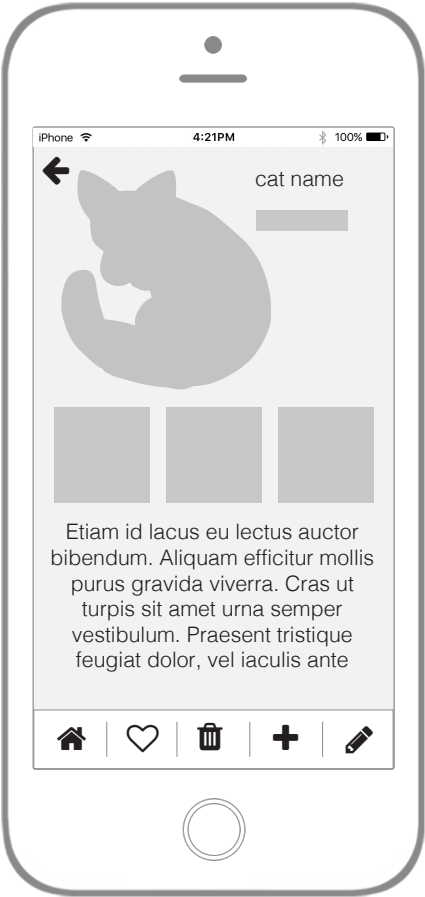 iPhone 4:21PM 100%
cat name
Etiam id lacus eu lectus auctor
bibendum. Aliquam efficitur mollis
purus gravida viverra. Cras ut
turpis sit amet urna semper
vestibulum. Praesent tristique
feugiat dolor, vel iaculis ante